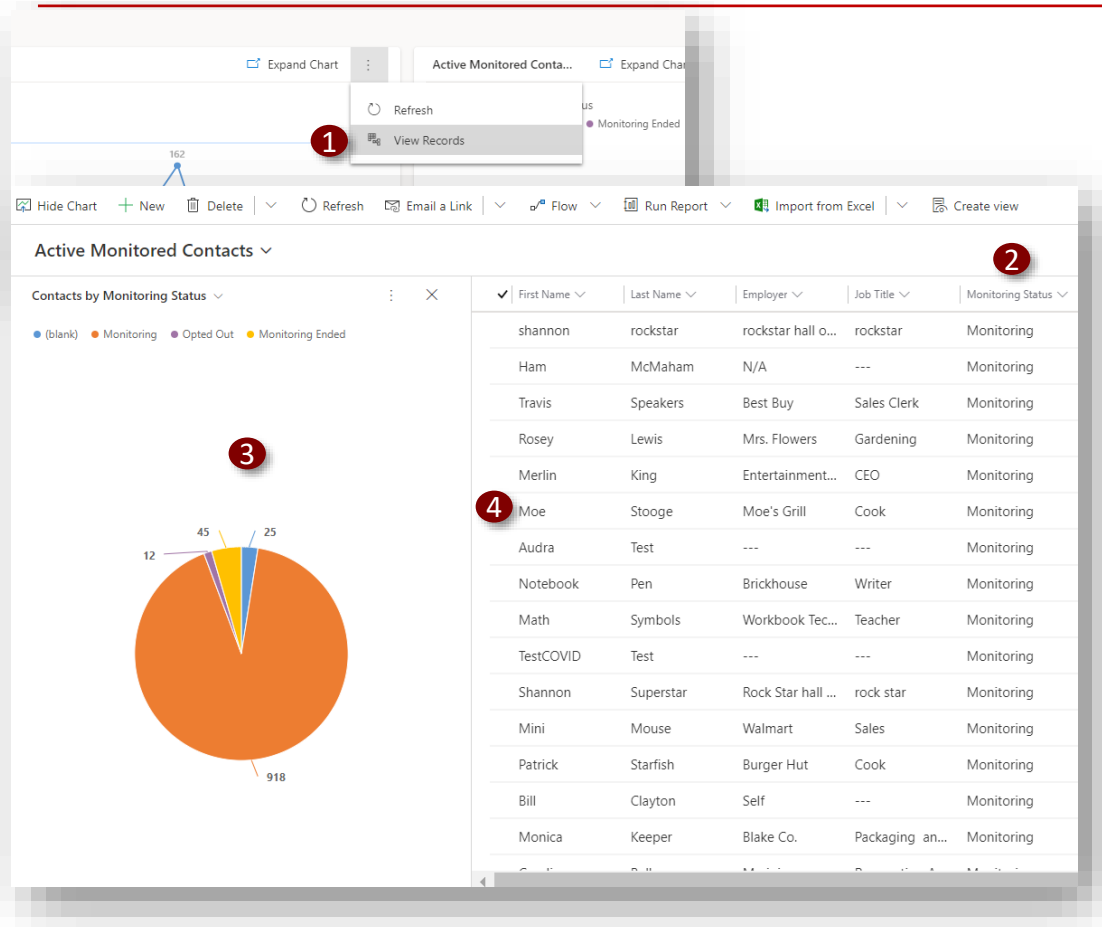 Expand Chart
Active Monitored Conta... Expand Cha
Refresh
us
Monitoring Ended
1 View Records
162
Hide Chart New Delete Refresh Email a Link Flow Run Report Import from Excel Create view
Active Monitored Contacts
2
Contacts by Monitoring Status
(blank) Monitoring Opted Out Monitoring Ended
3
45 25
12
918
First Name Last Name Employer Job Title Monitoring Status
shannon rockstar rockstar hall o... rockstar Monitoring
Ham McMaham N/A --- Monitoring
Travis Speakers Best Buy Sales Clerk Monitoring
Rosey Lewis Mrs. Flowers Gardening Monitoring
Merlin King Entertainment... CEO Monitoring
4 Moe Stooge Moe's Grill Cook Monitoring
Audra Test --- --- Monitoring
Notebook Pen Brickhouse Writer Monitoring
Math Symbols Workbook Tec... Teacher Monitoring
TestCOVID Test --- --- Monitoring
Shannon Superstar Rock Star hall ... rock star Monitoring
Mini Mouse Walmart Sales Monitoring
Patrick Starfish Burger Hut Cook Monitoring
Bill Clayton Self --- Monitoring
Monica Keeper Blake Co. Packaging an... Monitoring